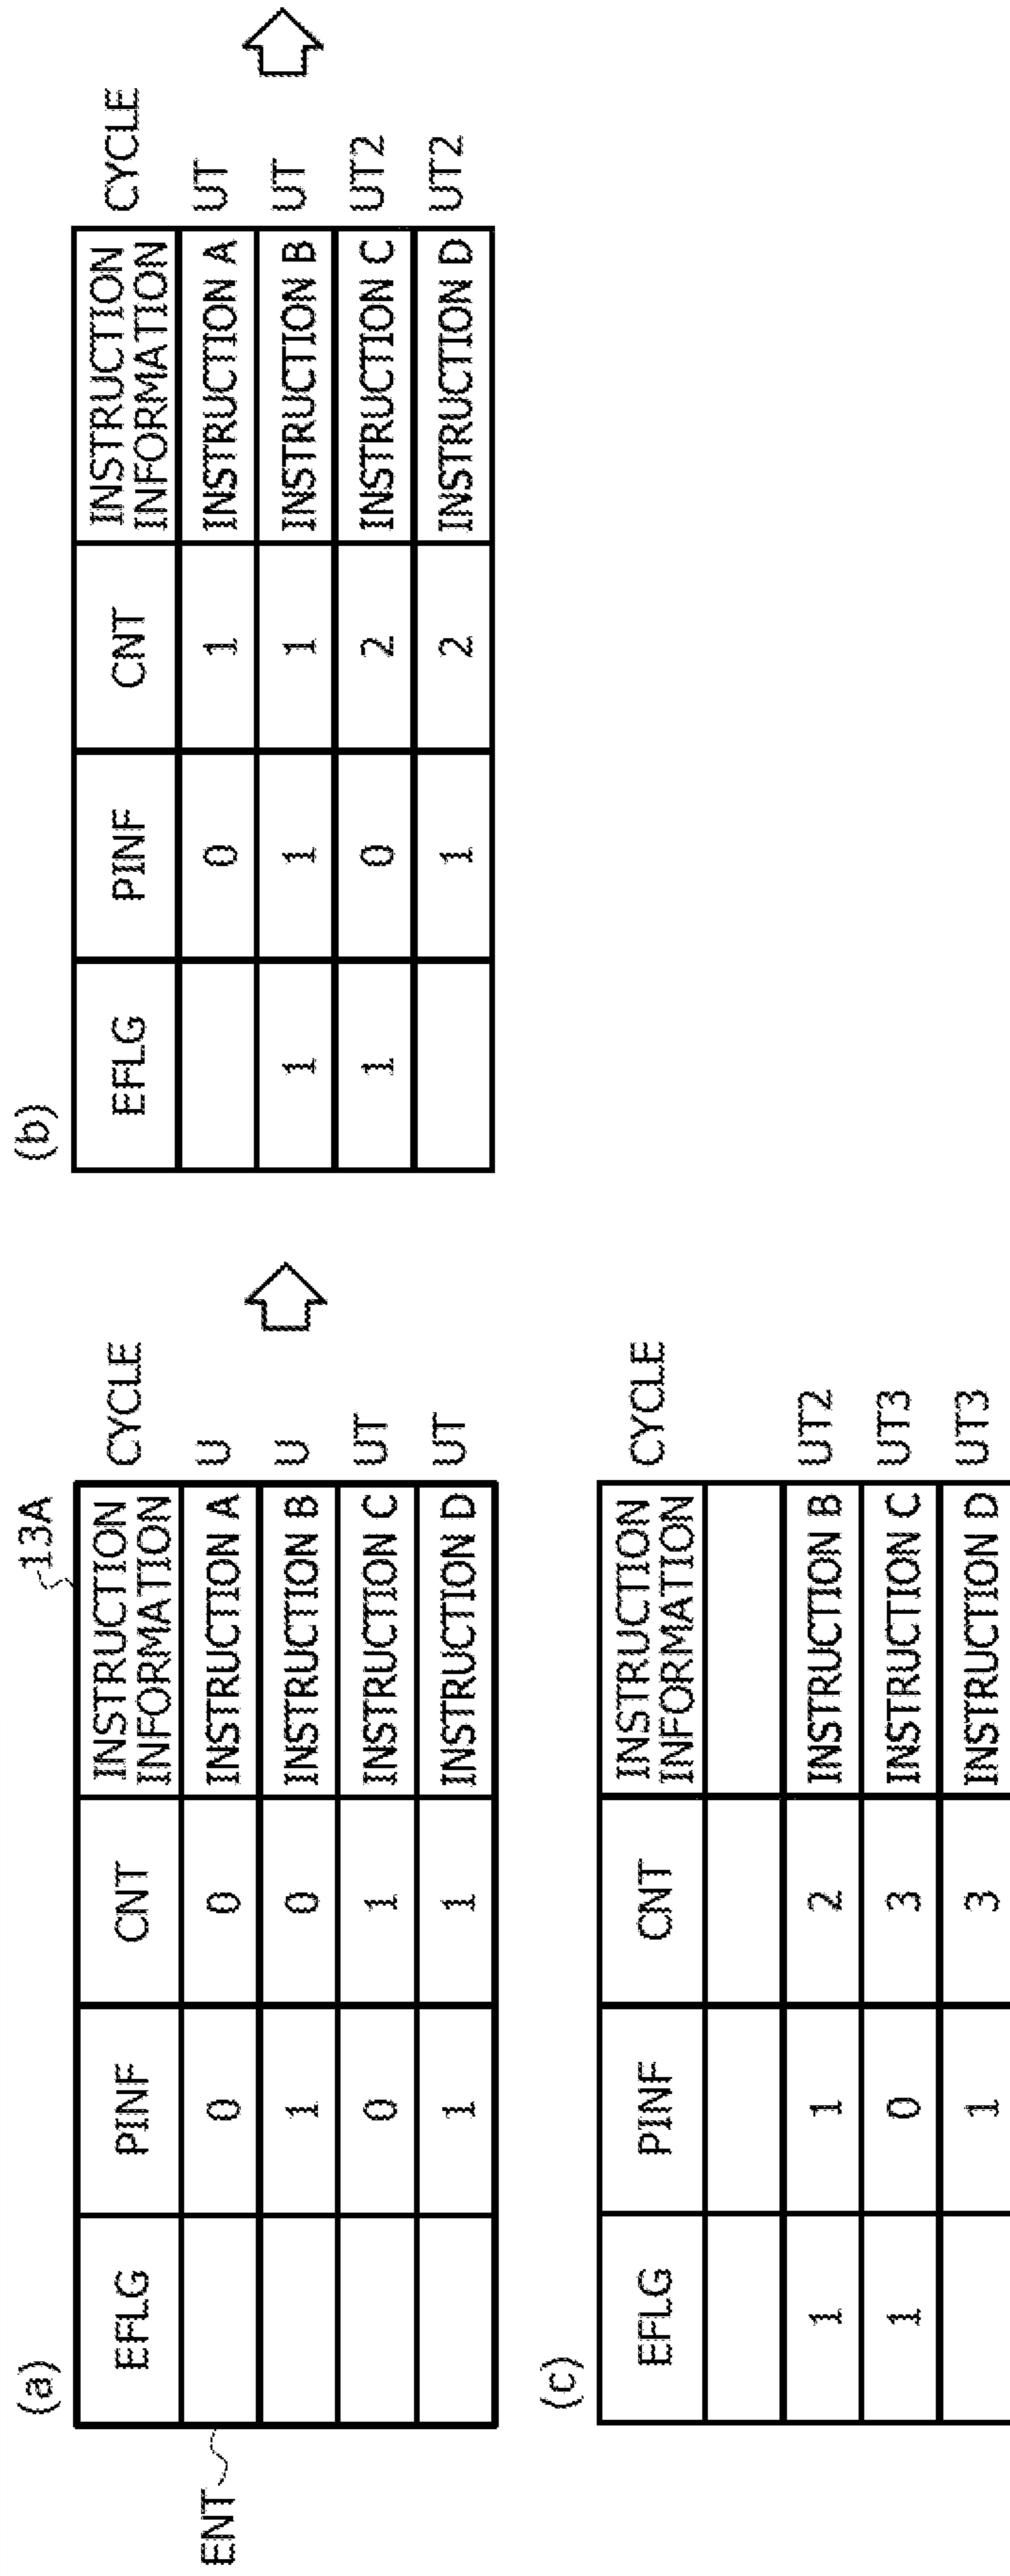 (a)
13A
EFLG PINF CNT INSTRUCTION INFORMATION CYCLE
ENT 0 0 INSTRUCTION A U
1 0 INSTRUCTION B U
0 1 INSTRUCTION C UT
1 1 INSTRUCTION D UT
(b)
EFLG PINF CNT INSTRUCTION INFORMATION CYCLE
0 1 INSTRUCTION A UT
1 1 1 INSTRUCTION B UT
1 0 2 INSTRUCTION C UT2
1 2 INSTRUCTION D UT2
(c)
EFLG PINF CNT INSTRUCTION INFORMATION CYCLE
1 1 2 INSTRUCTION B UT2
1 0 3 INSTRUCTION C UT3
1 3 INSTRUCTION D UT3